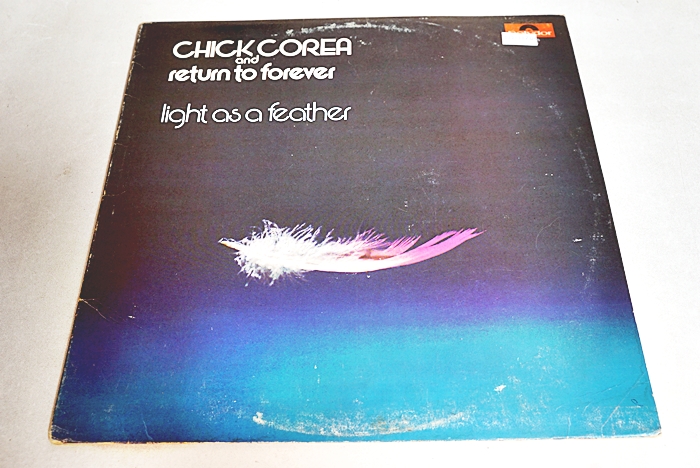 CHICK COREA
and
return to forever
light as a feather